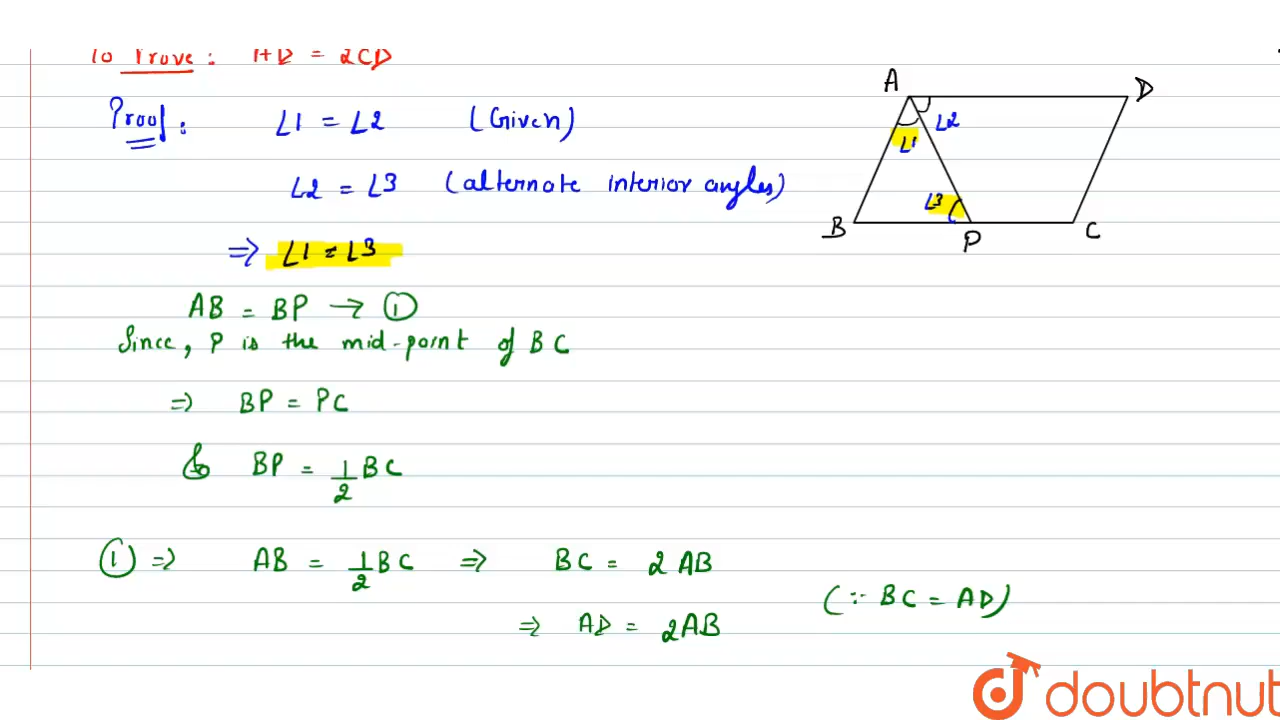 To Prove : AD = 2CD
Proof : ∠1 = ∠2 (Given)
∠2 = ∠3 (alternate interior angles)
⇒ ∠1 = ∠3
AB = BP → ①
Since, P is the mid-point of BC
⇒ BP = PC
So BP = 1/2 BC
① ⇒ AB = 1/2 BC ⇒ BC = 2AB
⇒ AD = 2AB (∵ BC = AD)
A
D
∠1
∠2
∠3
B
P
C
doubtnut